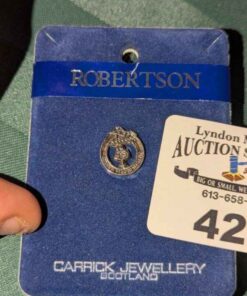 ROBERTSON
Lyndon
AUCTION
BIG OR SMALL, WE
613-658-
42
CARRICK JEWELLERY
SCOTLAND